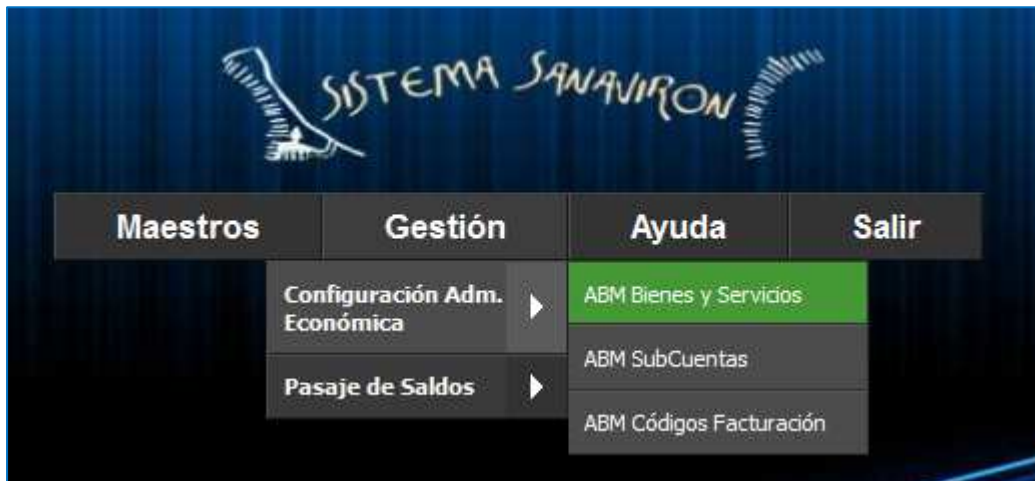 SISTEMA SANAVIRON
Maestros Gestión Ayuda Salir
Configuración Adm.
Económica
Pasaje de Saldos
ABM Bienes y Servicios
ABM SubCuentas
ABM Códigos Facturación